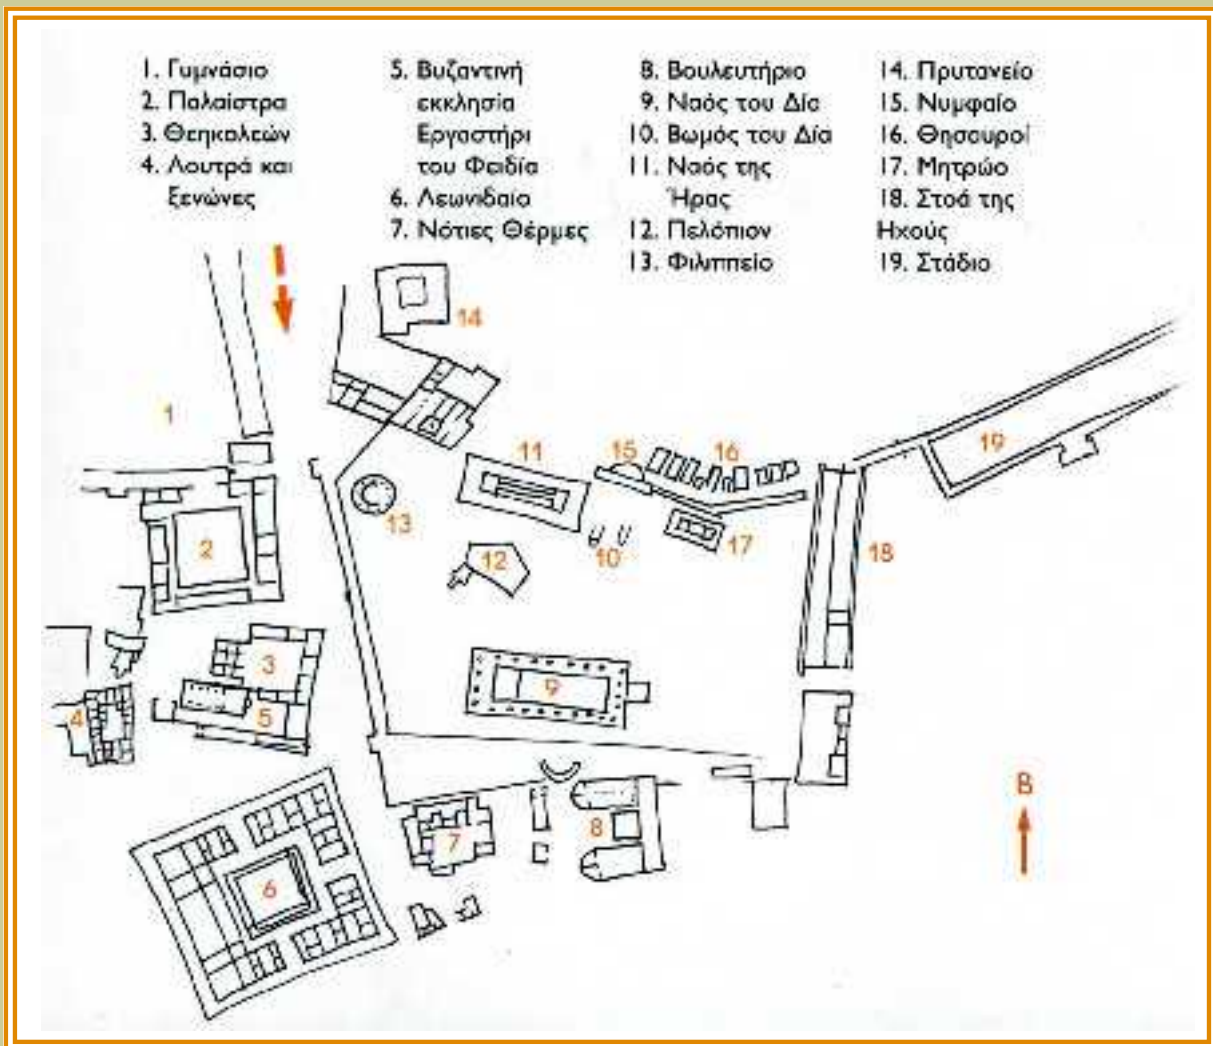 1. Γυμνάσιο
2. Παλαίστρα
3. Θεηκολεών
4. Λουτρά και
ξενώνες
5. Βυζαντινή
εκκλησία
Εργαστήρι
του Φειδία
6. Λεωνιδαίο
7. Νότιες Θέρμες
8. Βουλευτήριο
9. Ναός του Δία
10. Βωμός του Δία
11. Ναός της
Ήρας
12. Πελόπιον
13. Φιλιππείο
14. Πρυτανείο
15. Νυμφαίο
16. Θησαυροί
17. Μητρώο
18. Στοά της
Ηχούς
19. Στάδιο
14
1
11
15
16
19
13
2
12
10
17
18
3
4
5
9
B
7
8
6